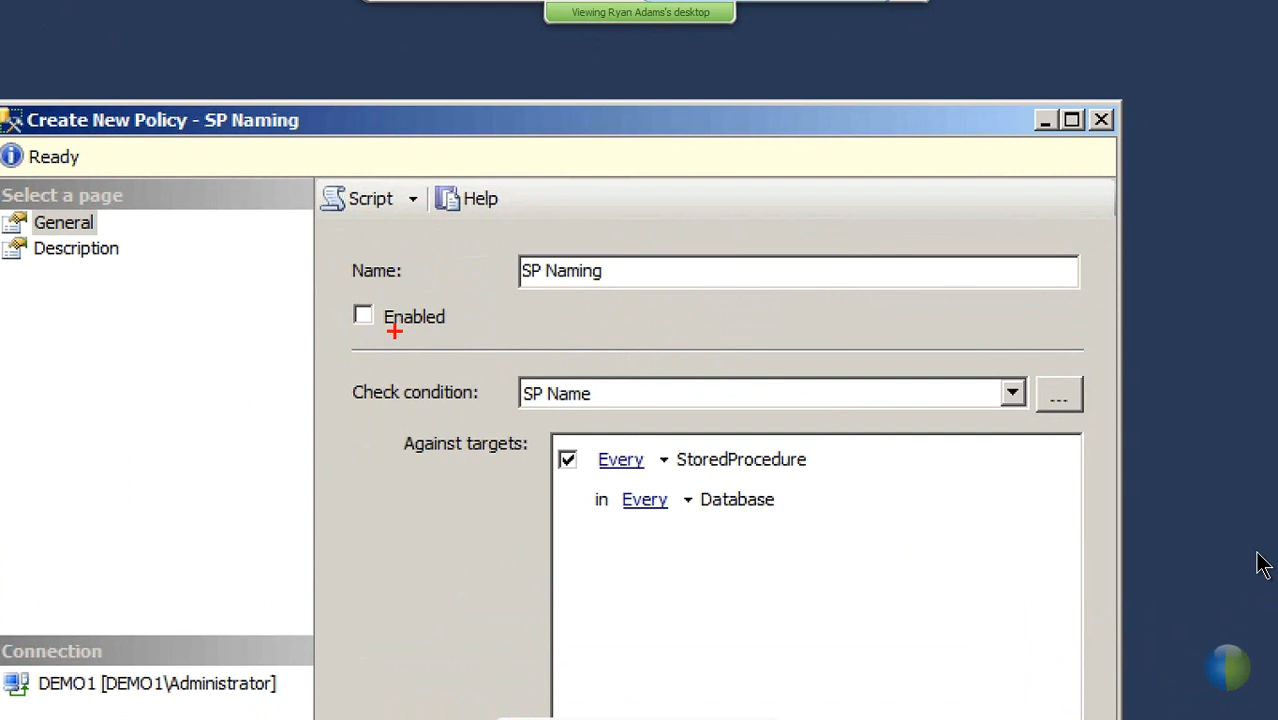 Viewing Ryan Adams's desktop
Create New Policy - SP Naming
Ready
Select a page
General
Description
Script
Help
Name:
SP Naming
Enabled
Check condition:
SP Name
...
Against targets:
Every StoredProcedure
in Every Database
Connection
DEMO1 [DEMO1\Administrator]